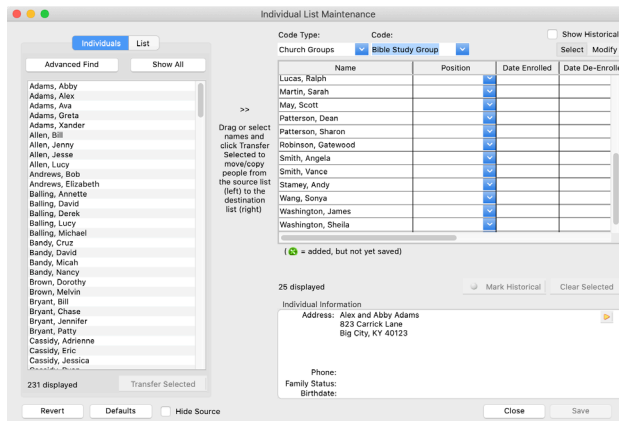 Individual List Maintenance
Individuals
List
Advanced Find
Show All
Adams, Abby
Adams, Alex
Adams, Ava
Adams, Greta
Adams, Xander
Allen, Bill
Allen, Jenny
Allen, Jesse
Allen, Lucy
Andrews, Bob
Andrews, Elizabeth
Balling, Annette
Balling, David
Balling, Derek
Balling, Lucy
Balling, Michael
Bandy, Cruz
Bandy, David
Bandy, Micah
Bandy, Nancy
Brown, Dorothy
Brown, Melvin
Bryant, Bill
Bryant, Chase
Bryant, Jennifer
Bryant, Patty
Cassidy, Adrienne
Cassidy, Eric
Cassidy, Jessica
231 displayed
Transfer Selected
>>
Drag or select
names and
click Transfer
Selected to
move/copy
people from
the source list
(left) to the
destination
list (right)
Code Type:
Code:
Show Historical
Church Groups
Bible Study Group
Select
Modify
Name
Position
Date Enrolled
Date De-Enrolle
Lucas, Ralph
Martin, Sarah
May, Scott
Patterson, Dean
Patterson, Sharon
Robinson, Gatewood
Smith, Angela
Smith, Vance
Stamey, Andy
Wang, Sonya
Washington, James
Washington, Sheila
( = added, but not yet saved)
25 displayed
Mark Historical
Clear Selected
Individual Information
Address: Alex and Abby Adams
823 Carrick Lane
Big City, KY 40123
Phone:
Family Status:
Birthdate:
Revert
Defaults
Hide Source
Close
Save